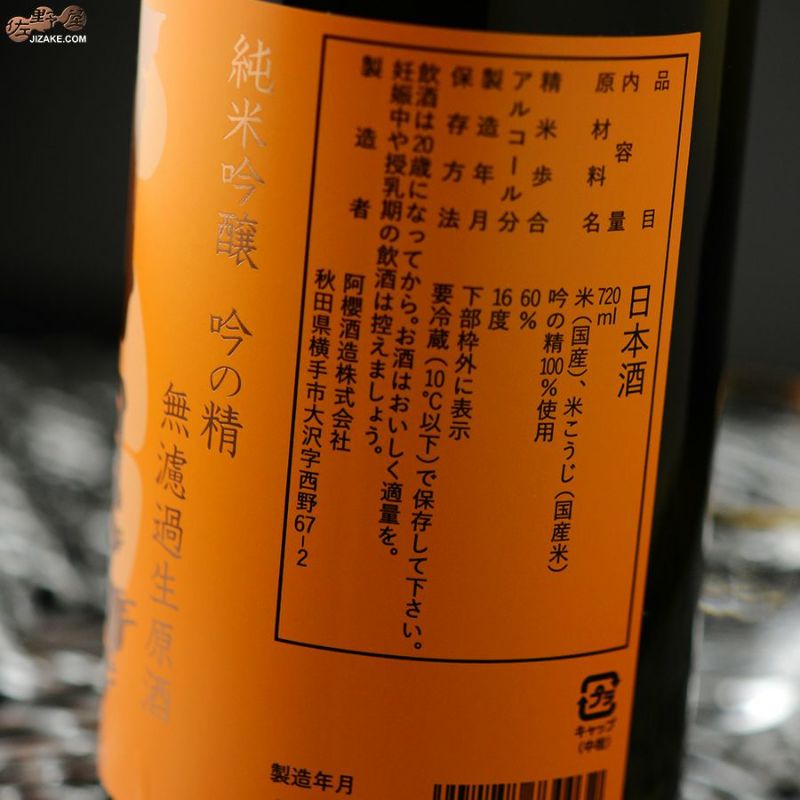 佐野屋
JIZAKE.COM
純米吟醸 吟の精
無濾過生原酒
品目 日本酒
内容量 720ml
原材料名 米(国産)、米こうじ(国産米)
吟の精100%使用
精米歩合 60%
アルコール分 16度
製造年月 下部枠外に表示
保存方法 要冷蔵(10℃以下)で保存して下さい。
飲酒は20歳になってから。お酒はおいしく適量を。
妊娠中や授乳期の飲酒は控えましょう。
製造者 阿櫻酒造株式会社
秋田県横手市大沢字西野67-2
プラ
キャップ
(中栓)
製造年月